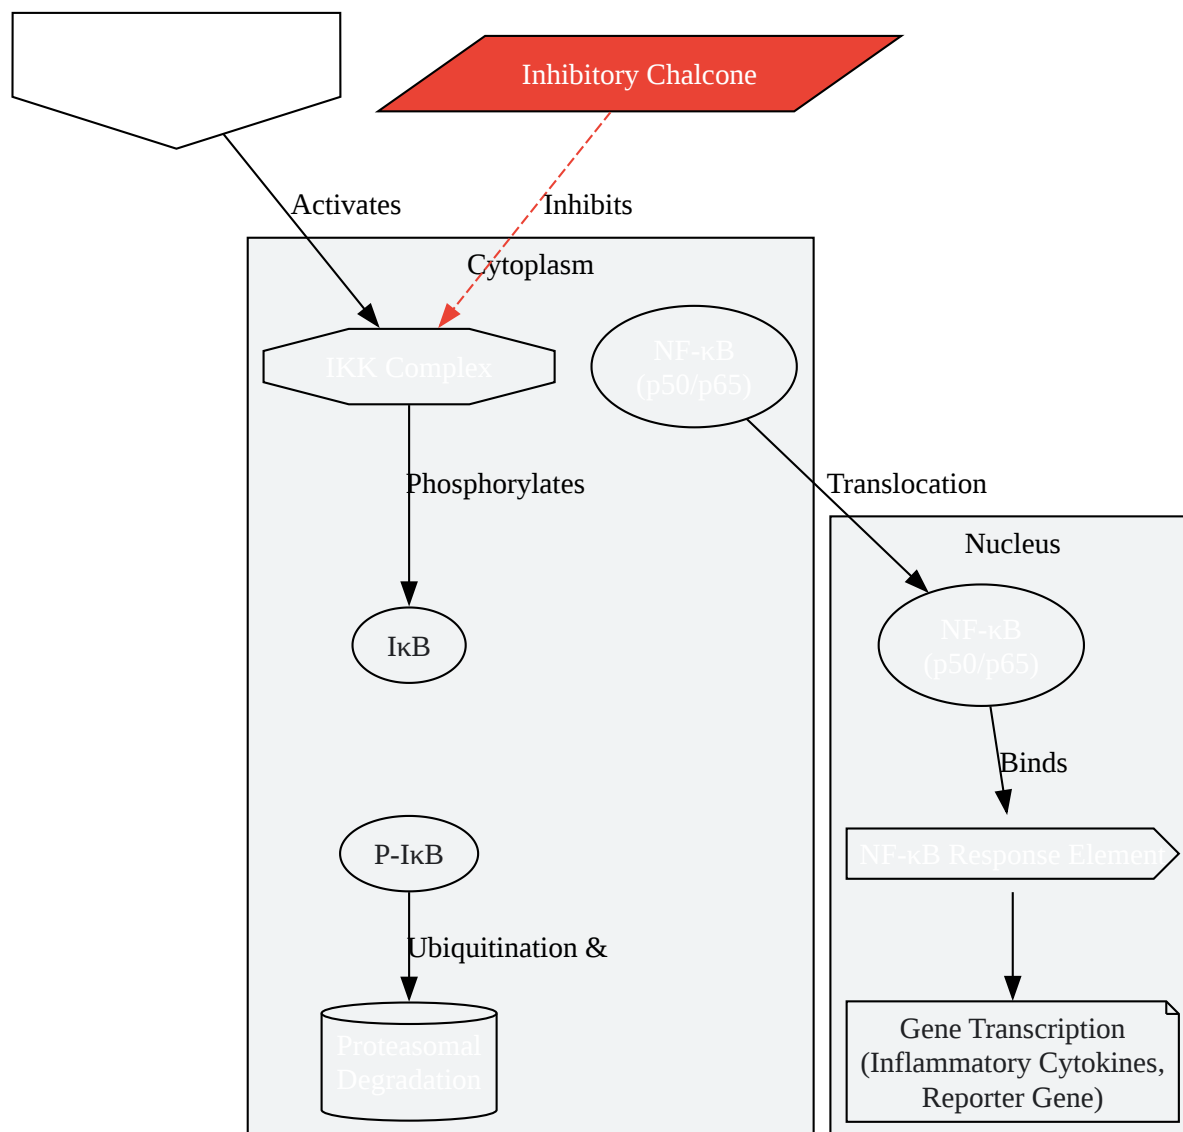 Inhibitory Chalcone
Activates
Inhibits
Cytoplasm
IKK Complex
NF-κB
(p50/p65)
Phosphorylates
Translocation
Nucleus
IκB
NF-κB
(p50/p65)
Binds
P-IκB
NF-κB Response Element
Ubiquitination &
Proteasomal
Degradation
Gene Transcription
(Inflammatory Cytokines,
Reporter Gene)